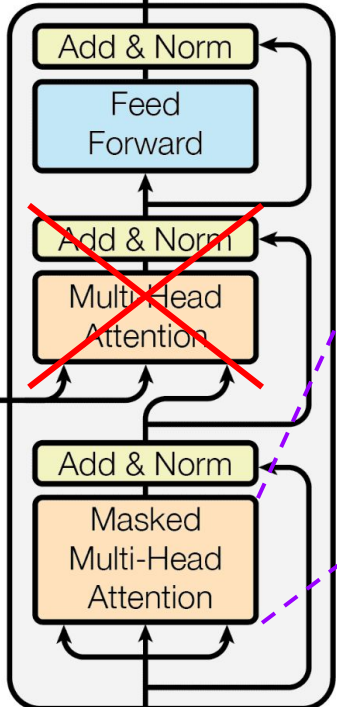 Add & Norm
Feed
Forward
Add & Norm
Multi-Head
Attention
Add & Norm
Masked
Multi-Head
Attention